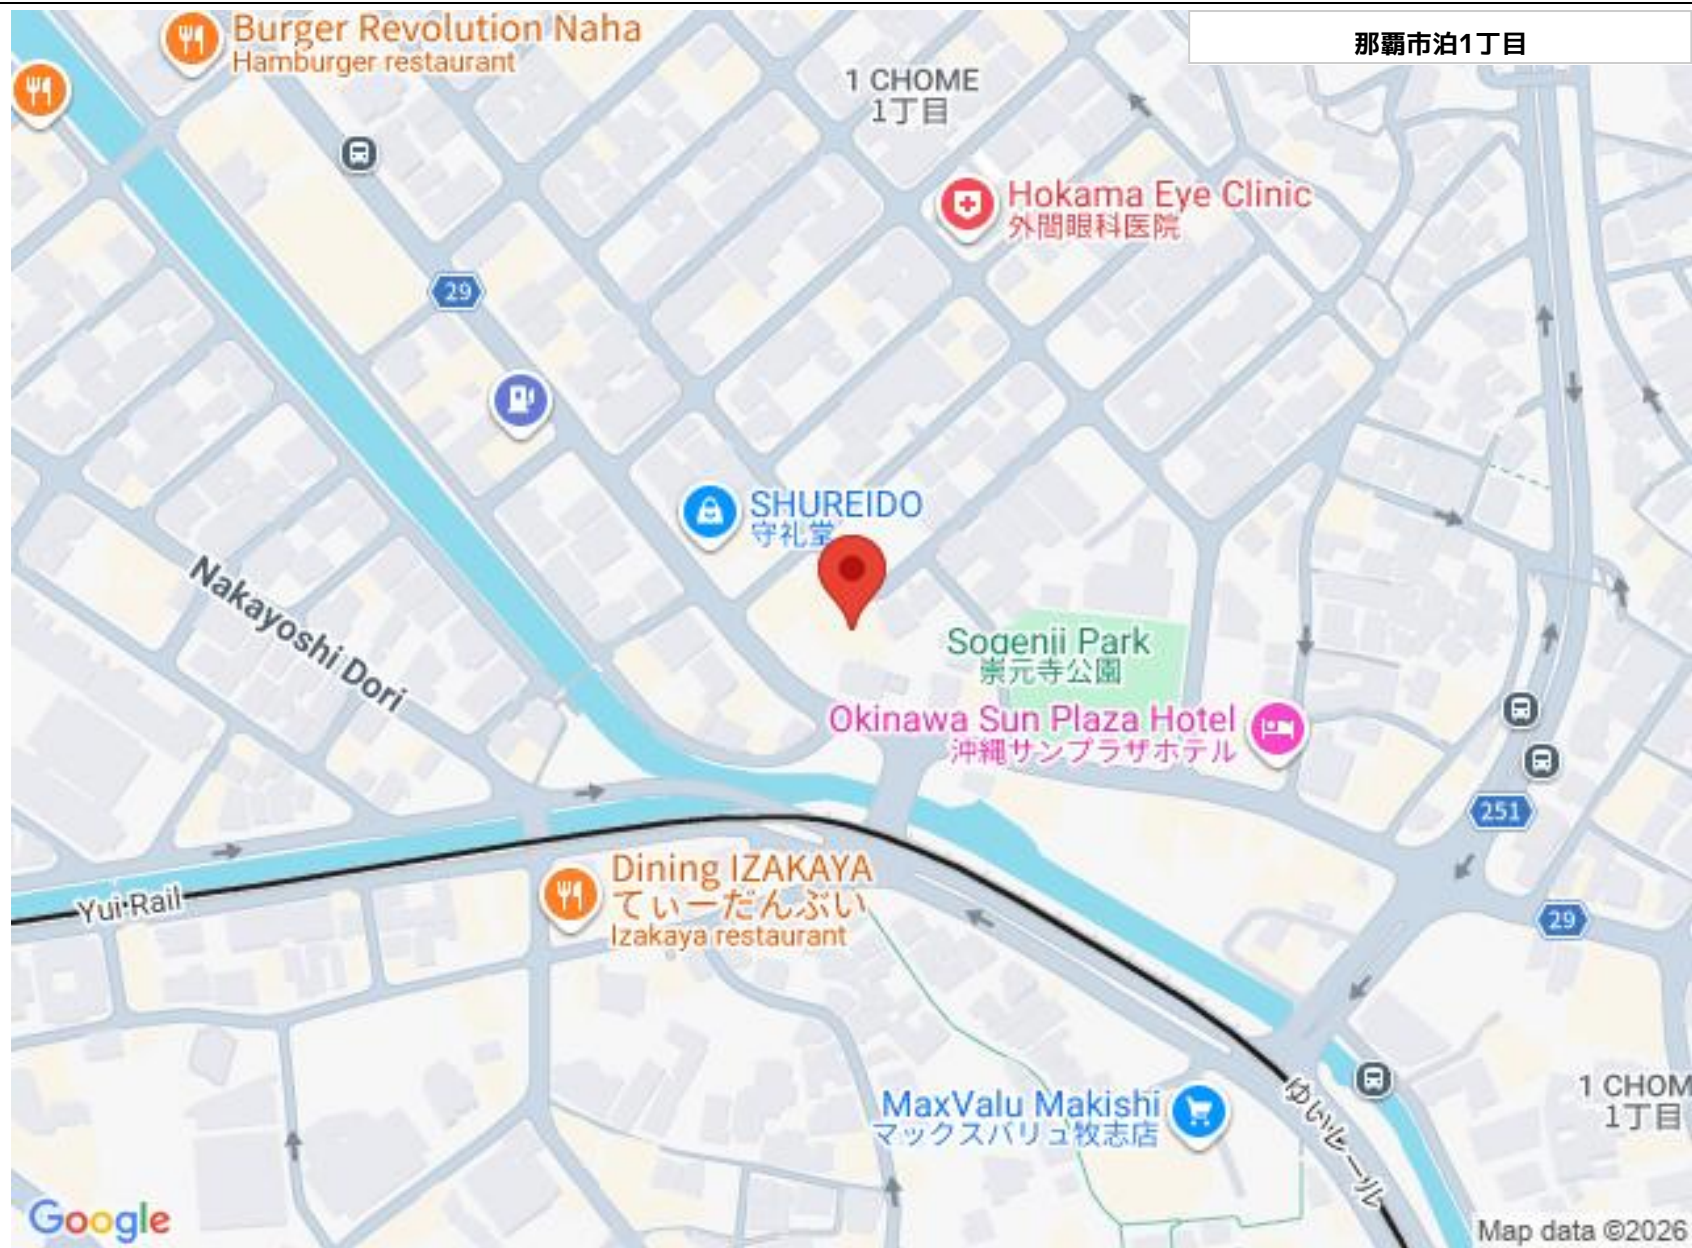 那覇市泊1丁目
Burger Revolution Naha
Hamburger restaurant
1 CHOME
1丁目
Hokama Eye Clinic
外間眼科医院
29
SHUREIDO
守礼堂
Nakayoshi Dori
Sogenji Park
崇元寺公園
Okinawa Sun Plaza Hotel
沖縄サンプラザホテル
251
Dining IZAKAYA
てぃーだんぶい
Izakaya restaurant
Yui Rail
29
MaxValu Makishi
マックスバリュ牧志店
ゆいレール
1 CHOM
1丁目
Google
Map data ©2026